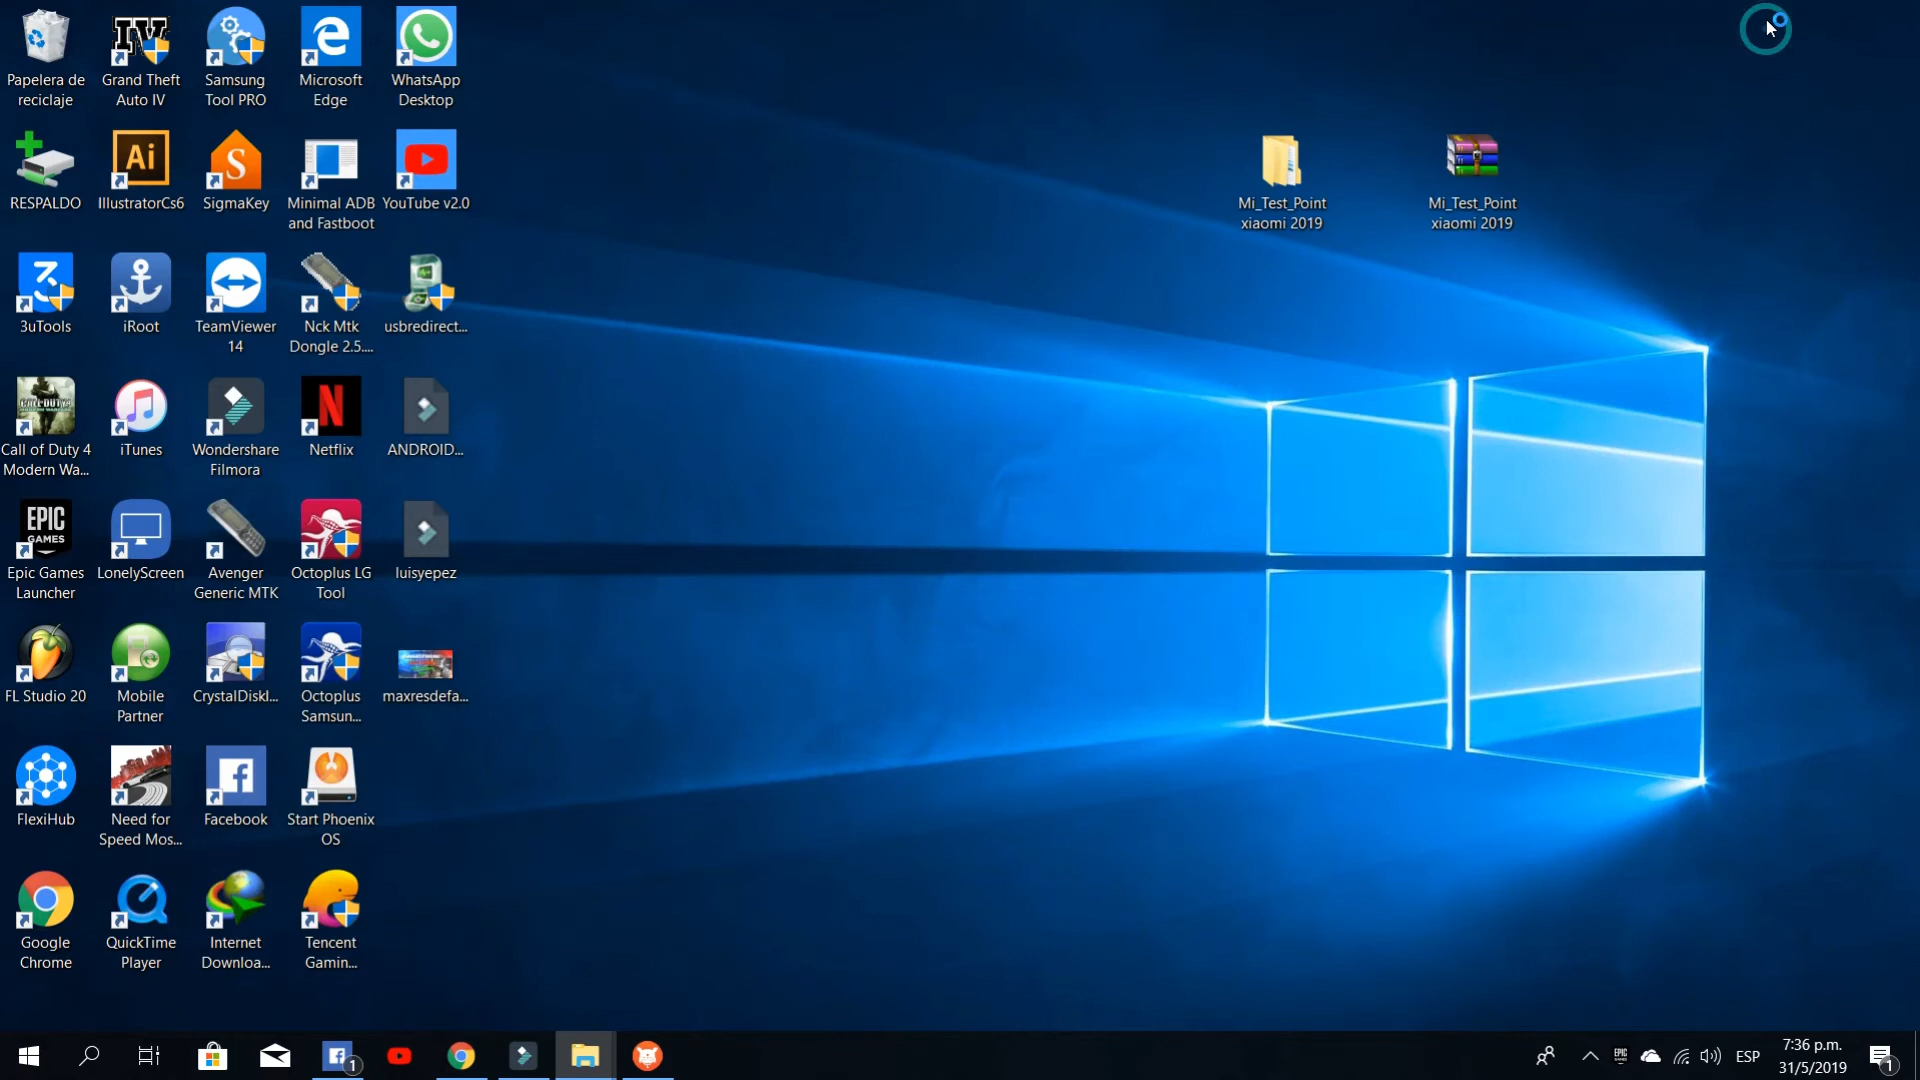 Papelera de
reciclaje
Grand Theft
Auto IV
Samsung
Tool PRO
Microsoft
Edge
WhatsApp
Desktop
RESPALDO
IllustratorCs6
SigmaKey
Minimal ADB
and Fastboot
YouTube v2.0
Mi_Test_Point
xiaomi 2019
Mi_Test_Point
xiaomi 2019
3uTools
iRoot
TeamViewer
14
Nck Mtk
Dongle 2.5....
usbredirect...
Call of Duty 4
Modern Wa...
iTunes
Wondershare
Filmora
Netflix
ANDROID...
EPIC
GAMES
Epic Games
Launcher
LonelyScreen
Avenger
Generic MTK
Octoplus LG
Tool
luisyepez
FL Studio 20
Mobile
Partner
CrystalDiskI...
Octoplus
Samsun...
maxresdefa...
FlexiHub
Need for
Speed Mos...
Facebook
Start Phoenix
OS
Google
Chrome
QuickTime
Player
Internet
Downloa...
Tencent
Gamin...
1
ESP
7:36 p.m.
31/5/2019
1